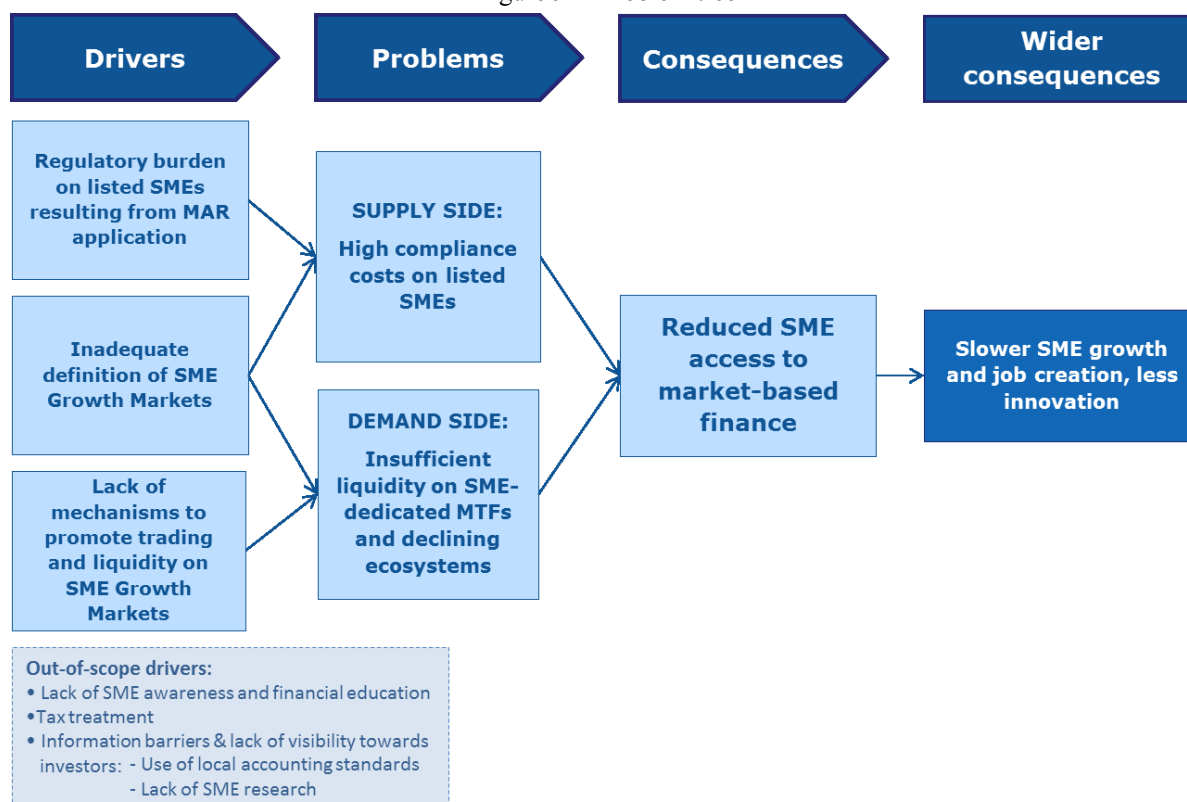 Drivers
Problems
Consequences
Wider
consequences
Regulatory burden
on listed SMEs
resulting from MAR
application
Inadequate
definition of SME
Growth Markets
Lack of
mechanisms to
promote trading
and liquidity on
SME Growth
Markets
SUPPLY SIDE:
High compliance
costs on listed
SMEs
DEMAND SIDE:
Insufficient
liquidity on SME-
dedicated MTFs
and declining
ecosystems
Reduced SME
access to
market-based
finance
Slower SME growth
and job creation, less
innovation
Out-of-scope drivers:
• Lack of SME awareness and financial education
•Tax treatment
• Information barriers & lack of visibility towards
investors: - Use of local accounting standards
- Lack of SME research